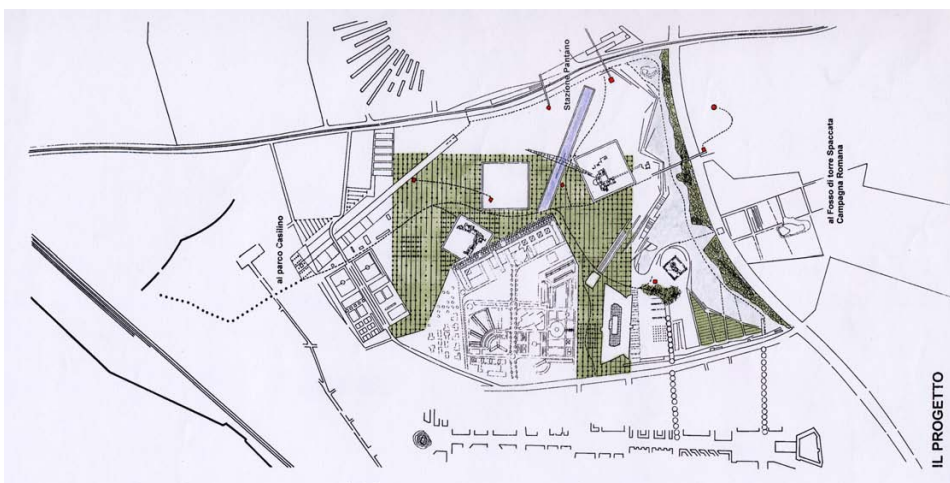 Stazione Pantano
al parco Casilino
al Fosso di torre Spaccata
Campagna Romana
IL PROGETTO